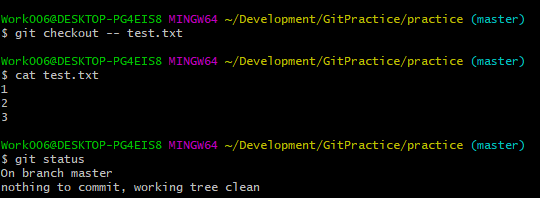 Work006@DESKTOP-PG4EIS8 MINGW64 ~/Development/GitPractice/practice (master)
$ git checkout -- test.txt
Work006@DESKTOP-PG4EIS8 MINGW64 ~/Development/GitPractice/practice (master)
$ cat test.txt
1
2
3
Work006@DESKTOP-PG4EIS8 MINGW64 ~/Development/GitPractice/practice (master)
$ git status
On branch master
nothing to commit, working tree clean